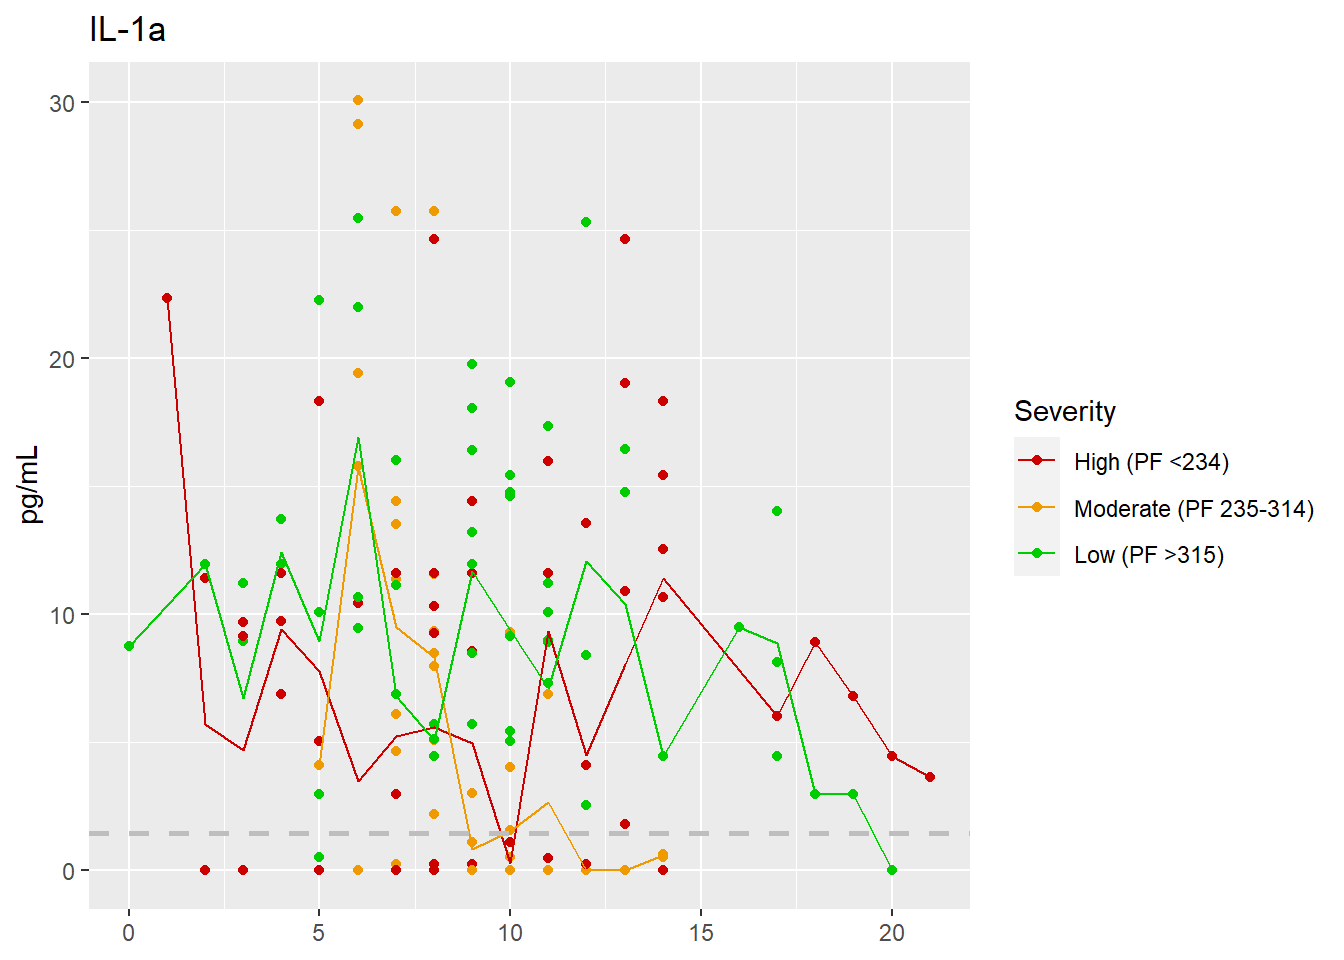 IL-1a
30
20
10
0
pg/mL
0 5 10 15 20
Severity
High (PF <234)
Moderate (PF 235-314)
Low (PF >315)